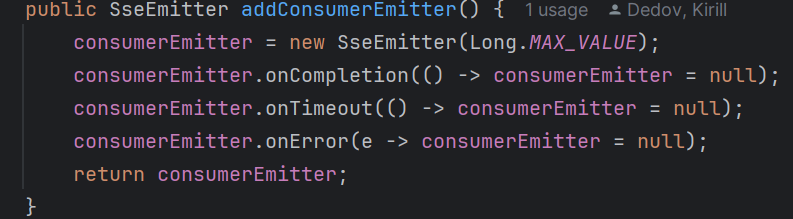 public SseEmitter addConsumerEmitter() { 1 usage Dedov, Kirill
consumerEmitter = new SseEmitter(Long.MAX_VALUE);
consumerEmitter.onCompletion(() -> consumerEmitter = null);
consumerEmitter.onTimeout(() -> consumerEmitter = null);
consumerEmitter.onError(e -> consumerEmitter = null);
return consumerEmitter;
}